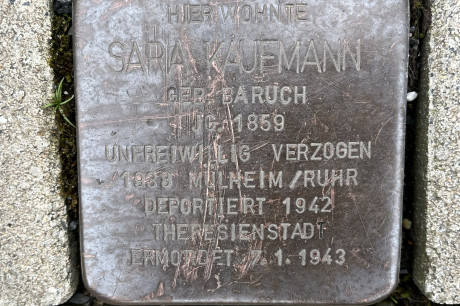 HIER WOHNTE
SARA KAUFMANN
GEB. BARUCH
JG. 1859
UNFREIWILLIG VERZOGEN
1938 MÜLHEIM/RUHR
DEPORTIERT 1942
THERESIENSTADT
ERMORDET 7.1.1943